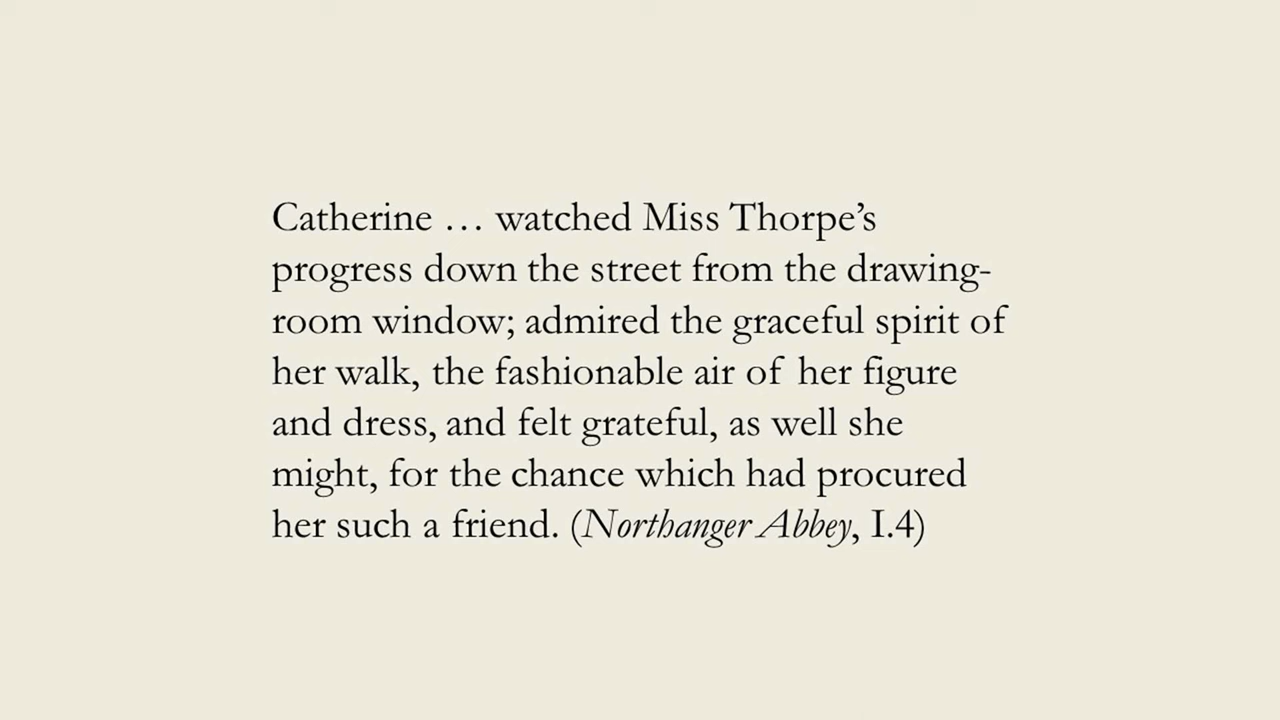 Catherine … watched Miss Thorpe’s
progress down the street from the drawing-
room window; admired the graceful spirit of
her walk, the fashionable air of her figure
and dress, and felt grateful, as well she
might, for the chance which had procured
her such a friend. (Northanger Abbey, I.4)